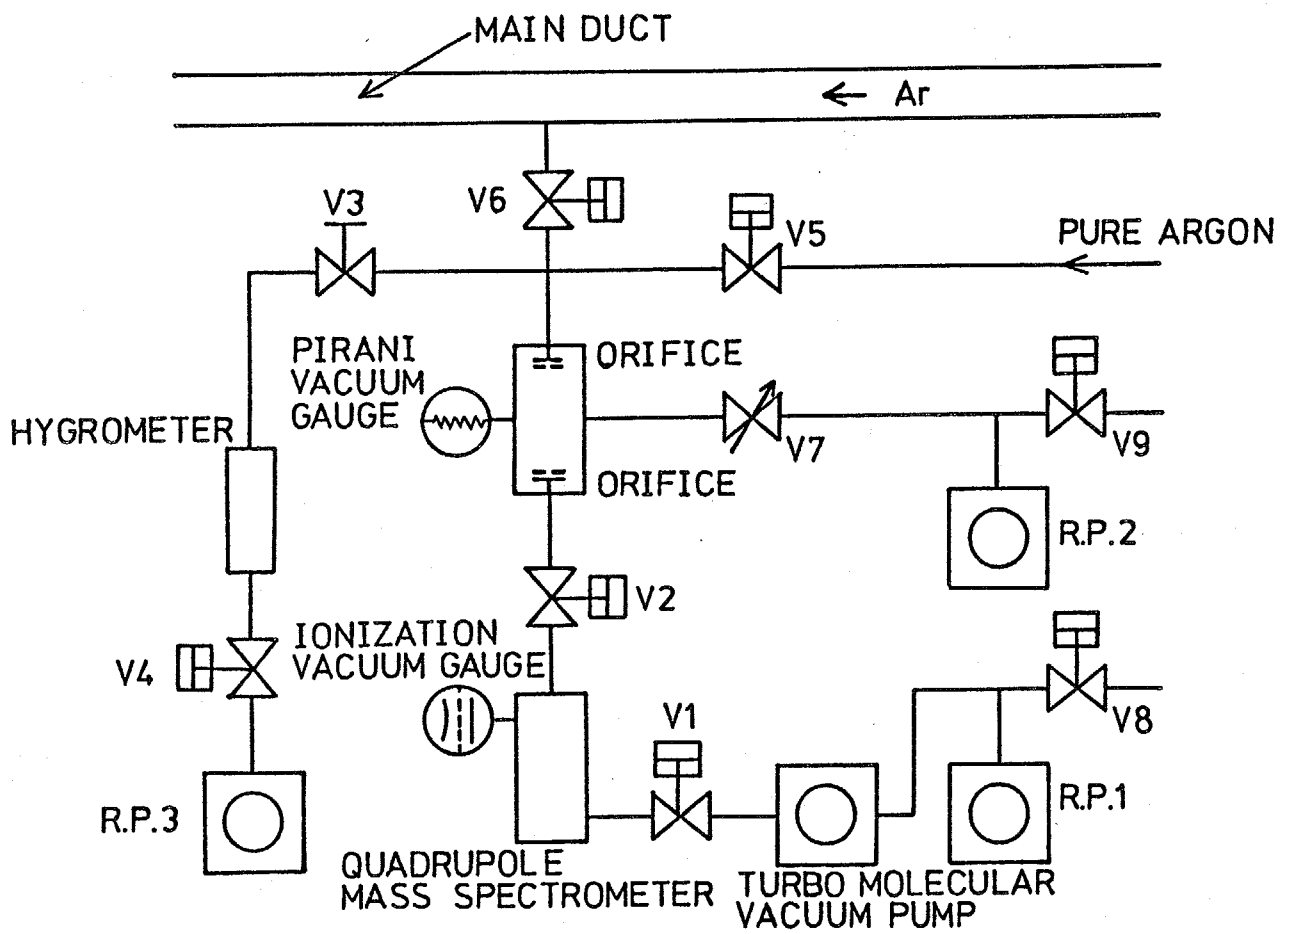 MAIN DUCT
Ar
V6
V3
V5
PURE ARGON
PIRANI
VACUUM
GAUGE
ORIFICE
HYGROMETER
V7
V9
ORIFICE
R.P.2
V2
IONIZATION
VACUUM GAUGE
V4
V1
V8
R.P.3
R.P.1
QUADRUPOLE
MASS SPECTROMETER
TURBO MOLECULAR
VACUUM PUMP